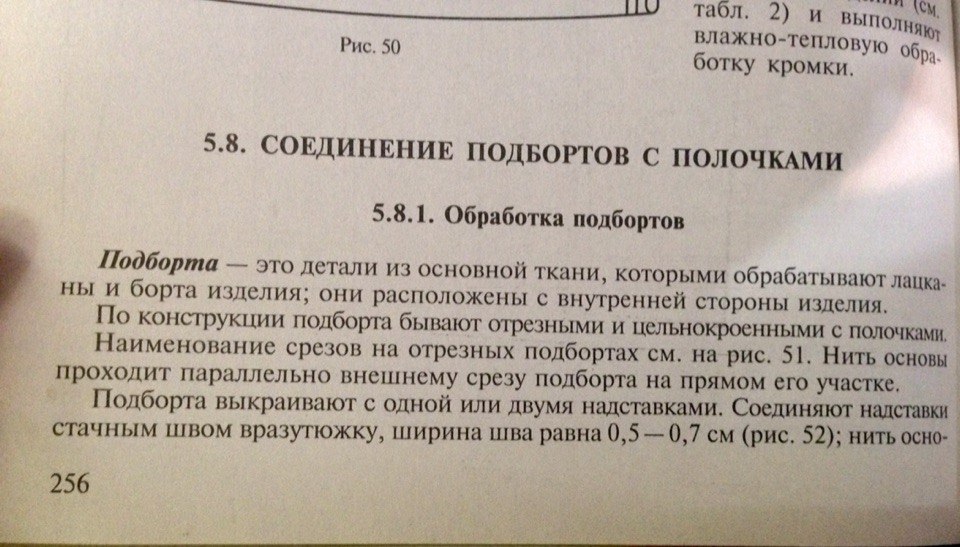 (см.
табл. 2) и выполняют
влажно-тепловую обра-
ботку кромки.
Рис. 50
5.8. СОЕДИНЕНИЕ ПОДБОРТОВ С ПОЛОЧКАМИ
5.8.1. Обработка подбортов
Подборта — это детали из основной ткани, которыми обрабатывают лацка-
ны и борта изделия; они расположены с внутренней стороны изделия.
По конструкции подборта бывают отрезными и цельнокроенными с полочками.
Наименование срезов на отрезных подбортах см. на рис. 51. Нить основы
проходит параллельно внешнему срезу подборта на прямом его участке.
Подборта выкраивают с одной или двумя надставками. Соединяют надставки
стачным швом вразутюжку, ширина шва равна 0,5 — 0,7 см (рис. 52); нить осно-
256